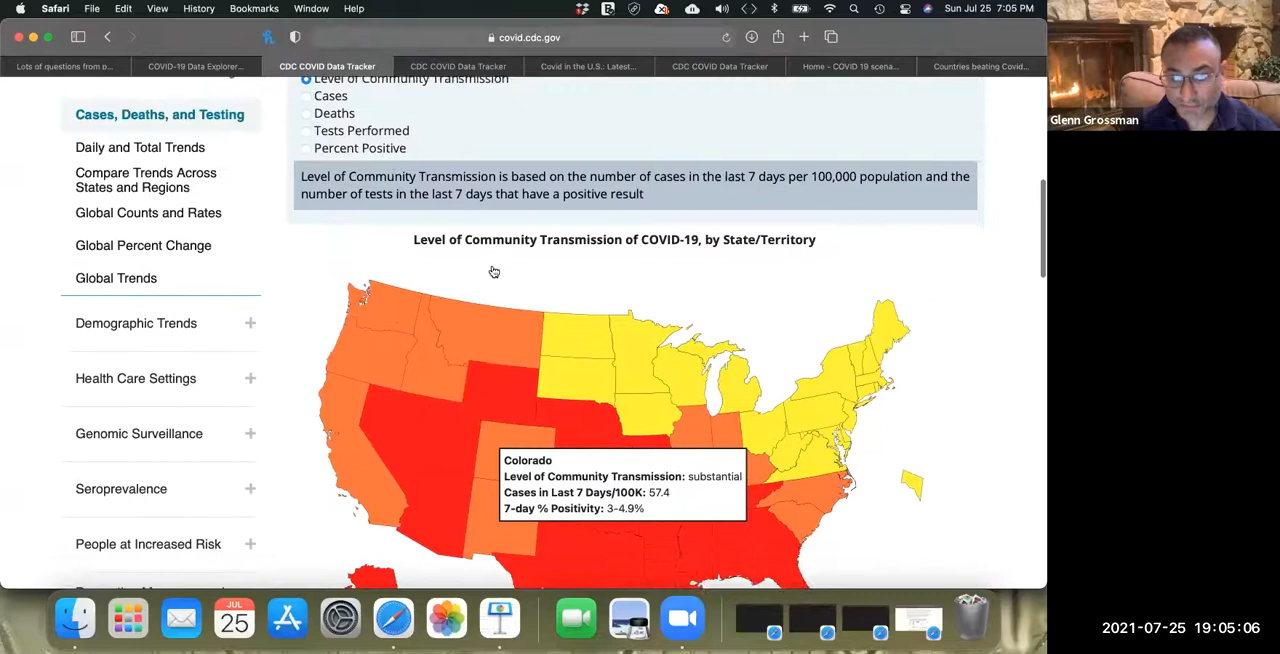 Safari File Edit View History Bookmarks Window Help
Sun Jul 25 7:05 PM
covid.cdc.gov
Lots of questions from p...
COVID-19 Data Explorer...
CDC COVID Data Tracker
CDC COVID Data Tracker
Covid in the U.S.: Latest...
CDC COVID Data Tracker
Home - COVID 19 scena...
Countries beating Covid...
Glenn Grossman
Cases, Deaths, and Testing
Daily and Total Trends
Compare Trends Across
States and Regions
Global Counts and Rates
Global Percent Change
Global Trends
Demographic Trends
Health Care Settings
Genomic Surveillance
Seroprevalence
People at Increased Risk
Level of Community Transmission
Cases
Deaths
Tests Performed
Percent Positive
Level of Community Transmission is based on the number of cases in the last 7 days per 100,000 population and the
number of tests in the last 7 days that have a positive result
Level of Community Transmission of COVID-19, by State/Territory
Colorado
Level of Community Transmission: substantial
Cases in Last 7 Days/100K: 57.4
7-day % Positivity: 3-4.9%
JUL
25
2021-07-25 19:05:06